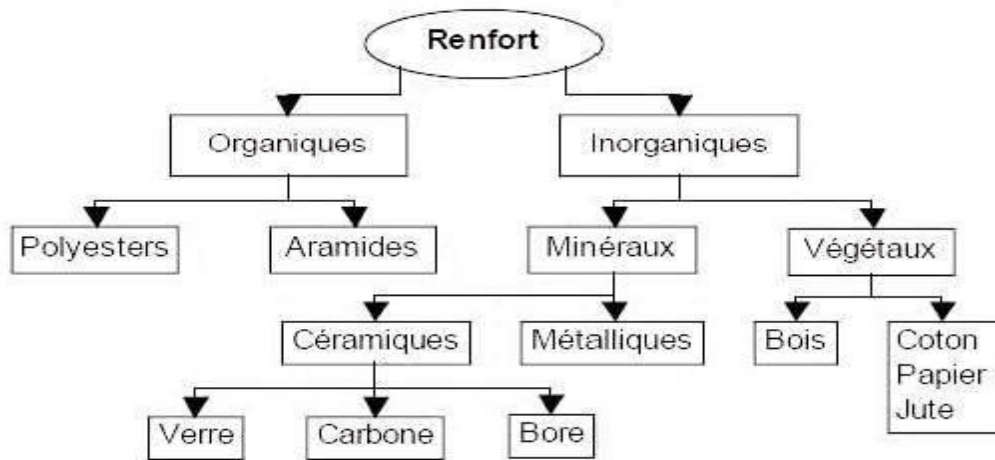 Renfort
Organiques
Inorganiques
Polyesters
Aramides
Minéraux
Végétaux
Céramiques
Métalliques
Bois
Coton
Papier
Jute
Verre
Carbone
Bore